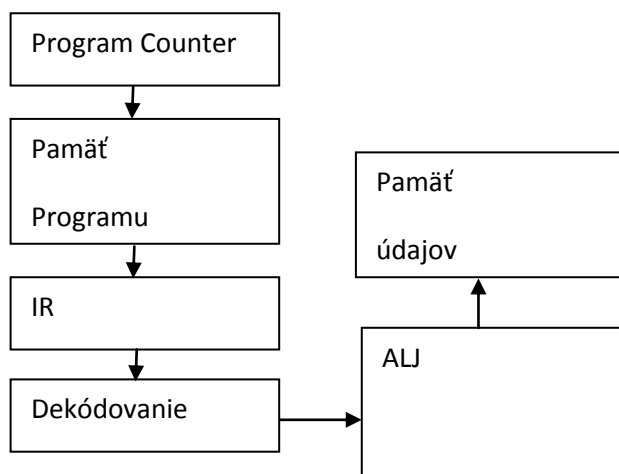 Program Counter
Pamäť
Programu
IR
Dekódovanie
Pamäť
údajov
ALJ